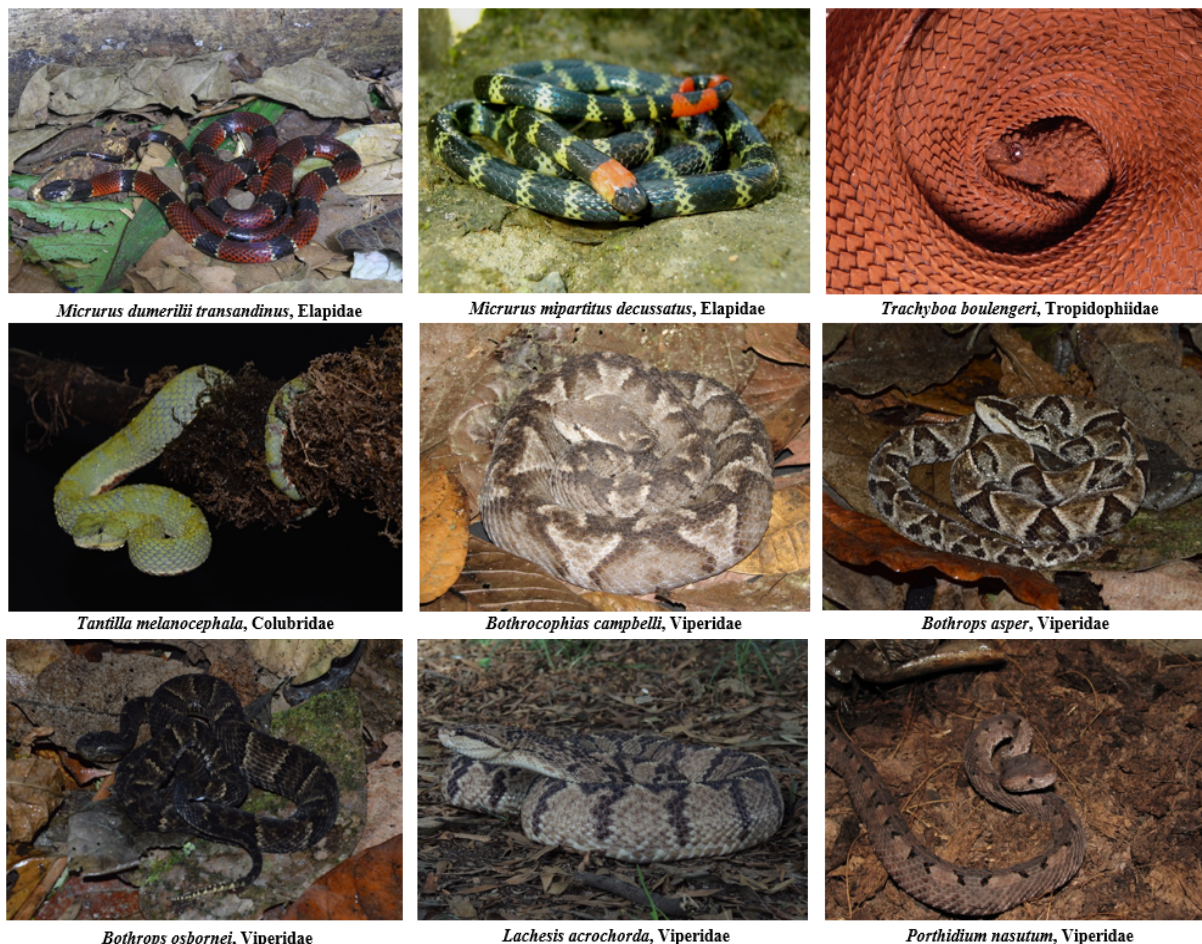 Micrurus dumerilii transandinus, Elapidae
Micrurus mipartitus decussatus, Elapidae
Trachyboa boulengeri, Tropidophiidae
Tantilla melanocephala, Colubridae
Bothrocophias campbelli, Viperidae
Bothrops asper, Viperidae
Bothrops osbornei, Viperidae
Lachesis acrochorda, Viperidae
Porthidium nasutum, Viperidae